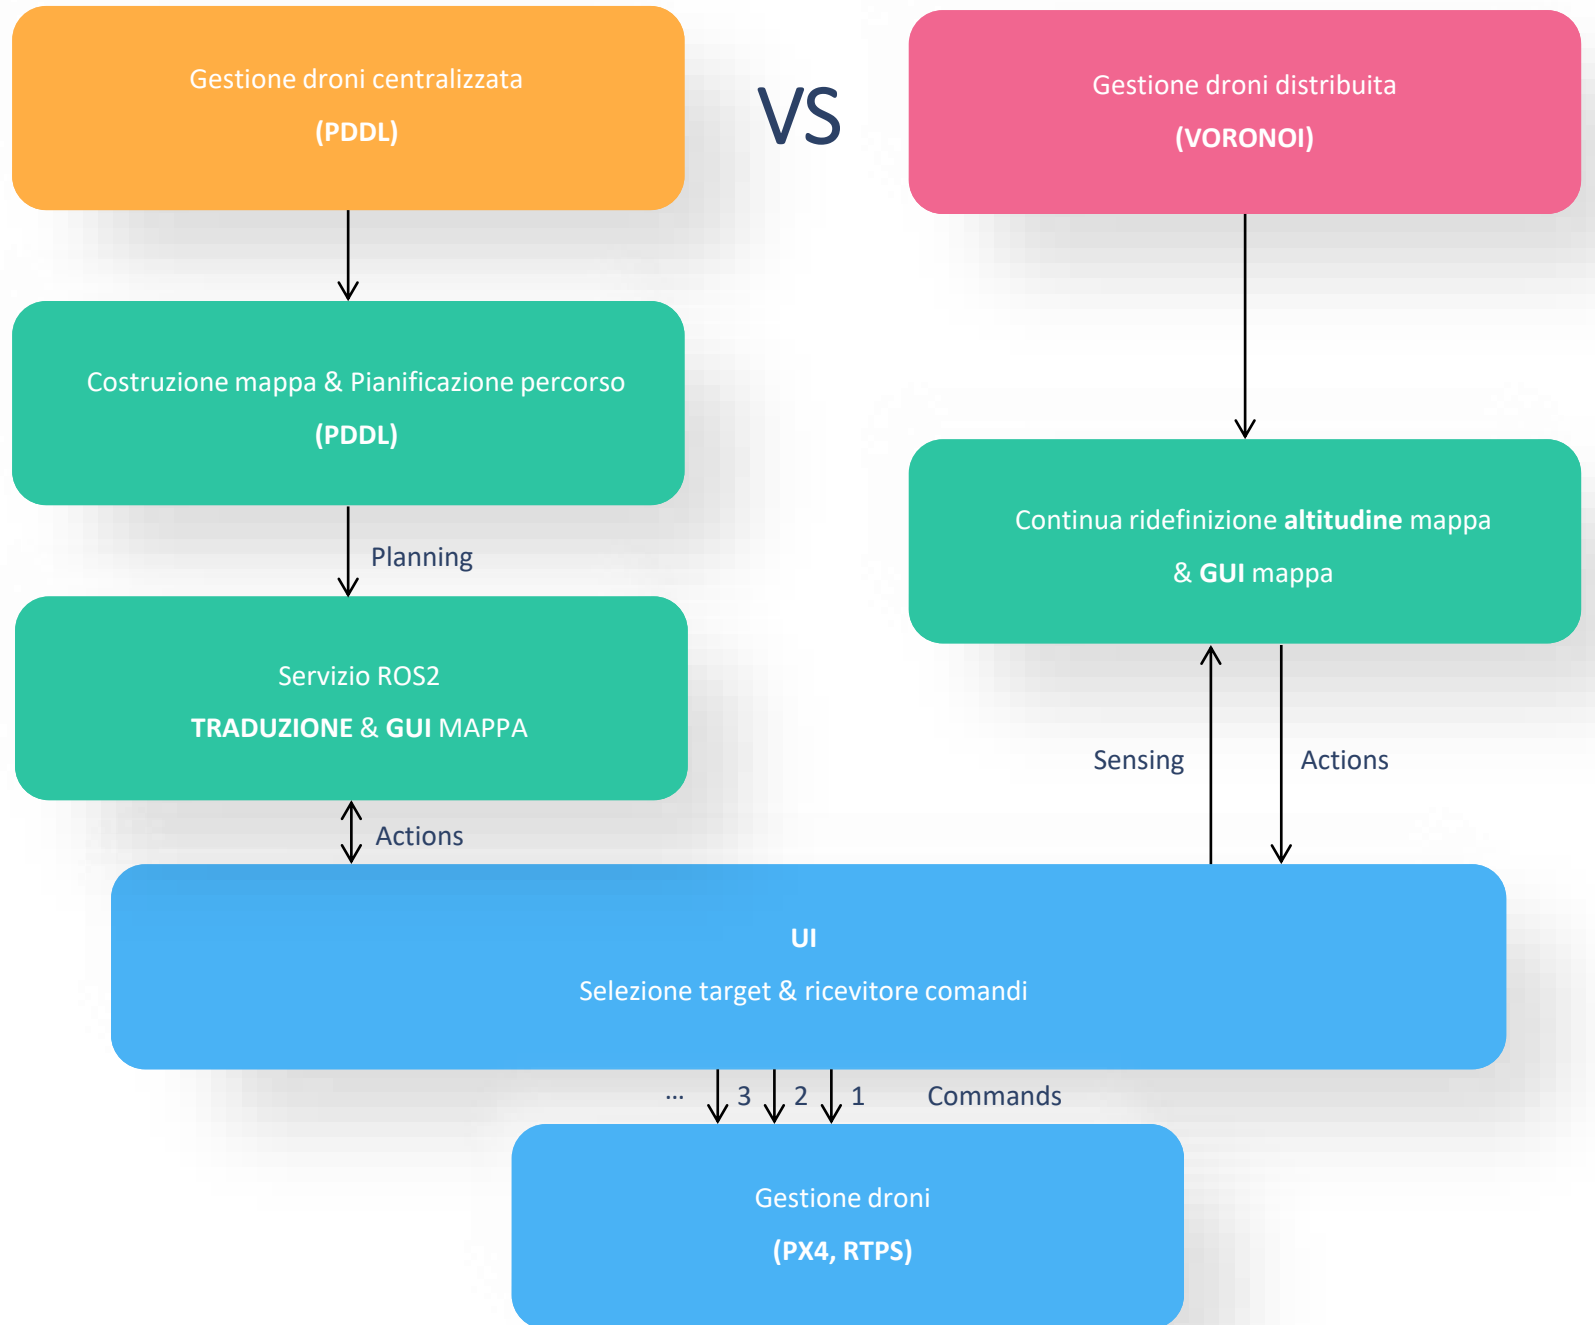 Gestione droni centralizzata
(PDDL)
VS
Gestione droni distribuita
(VORONOI)
Costruzione mappa & Pianificazione percorso
(PDDL)
Planning
Servizio ROS2
TRADUZIONE & GUI MAPPA
Actions
Continua ridefinizione altitudine mappa
& GUI mappa
Sensing
Actions
UI
Selezione target & ricevitore comandi
... 3 2 1 Commands
Gestione droni
(PX4, RTPS)